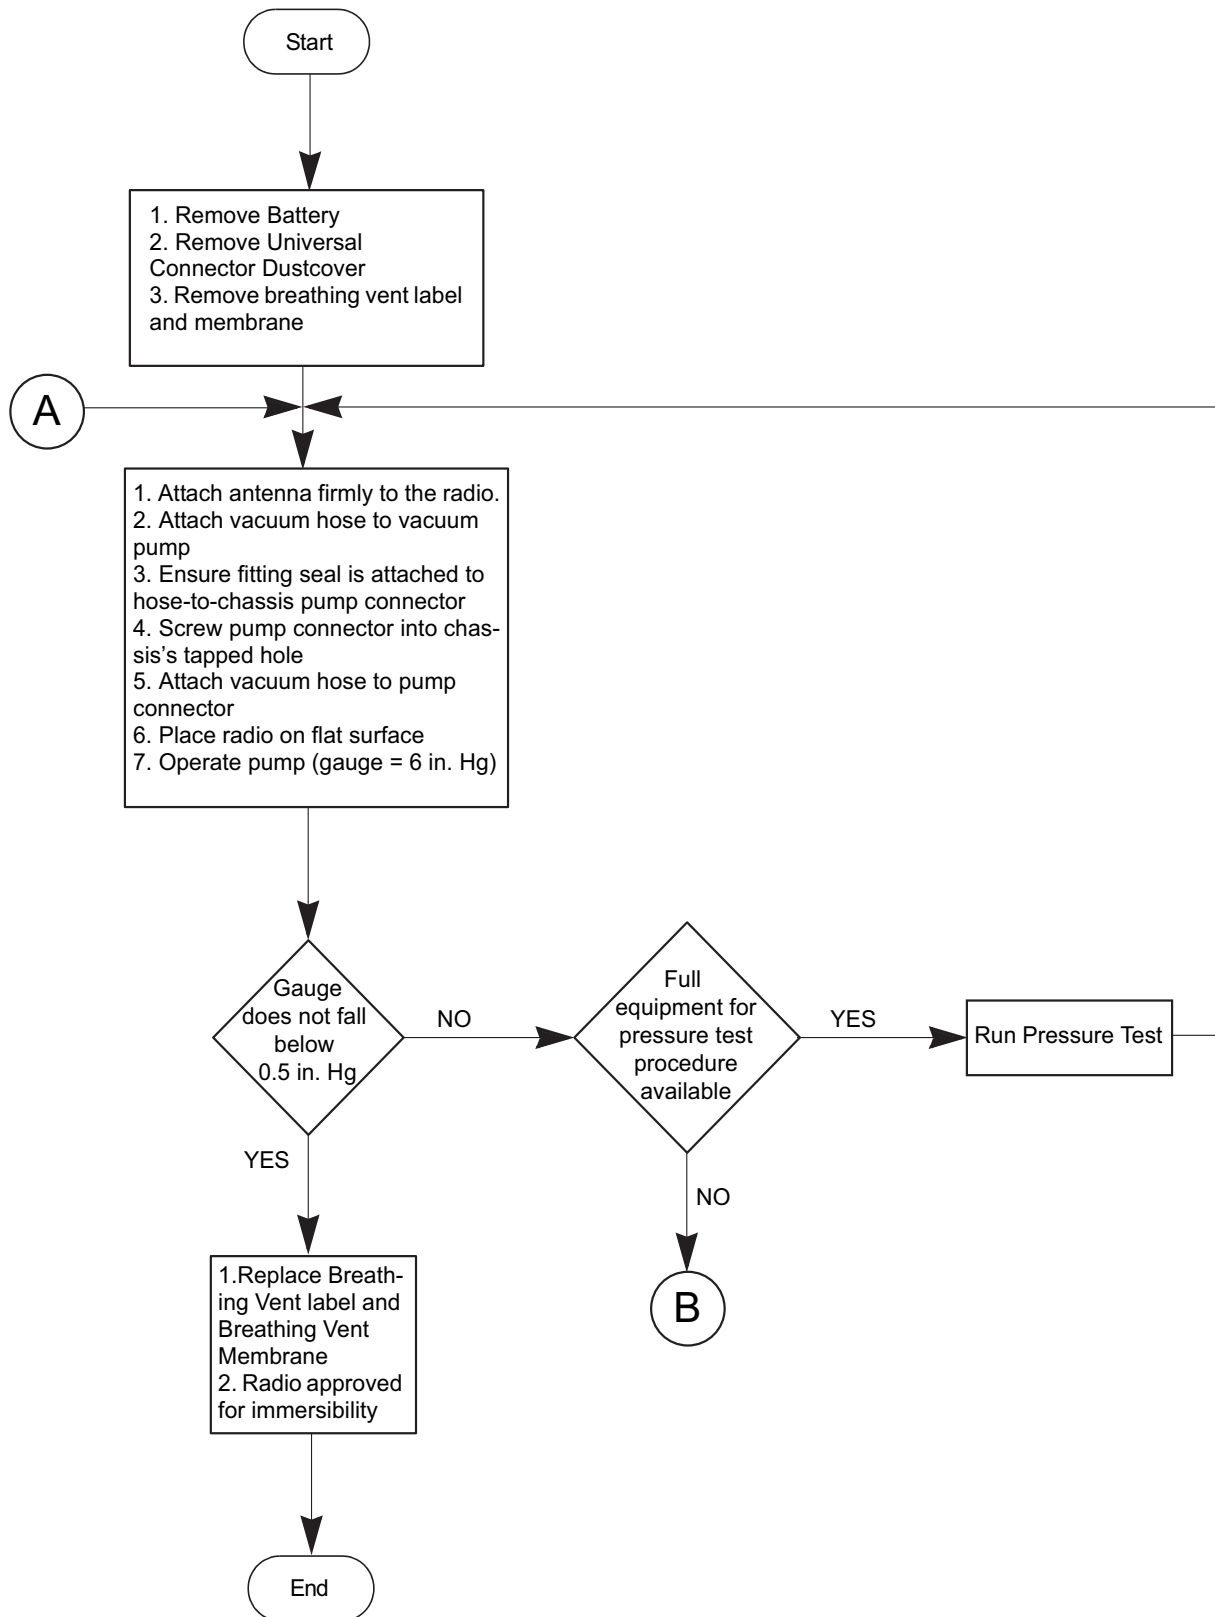 Start
1. Remove Battery
2. Remove Universal
Connector Dustcover
3. Remove breathing vent label
and membrane
A
1. Attach antenna firmly to the radio.
2. Attach vacuum hose to vacuum
pump
3. Ensure fitting seal is attached to
hose-to-chassis pump connector
4. Screw pump connector into chas-
sis’s tapped hole
5. Attach vacuum hose to pump
connector
6. Place radio on flat surface
7. Operate pump (gauge = 6 in. Hg)
Gauge
does not fall
below
0.5 in. Hg
NO
Full
equipment for
pressure test
procedure
available
YES
Run Pressure Test
YES
NO
B
1.Replace Breath-
ing Vent label and
Breathing Vent
Membrane
2. Radio approved
for immersibility
End